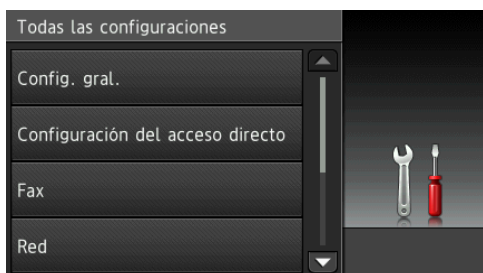 Todas las configuraciones
Config. gral.
Configuración del acceso directo
Fax
Red